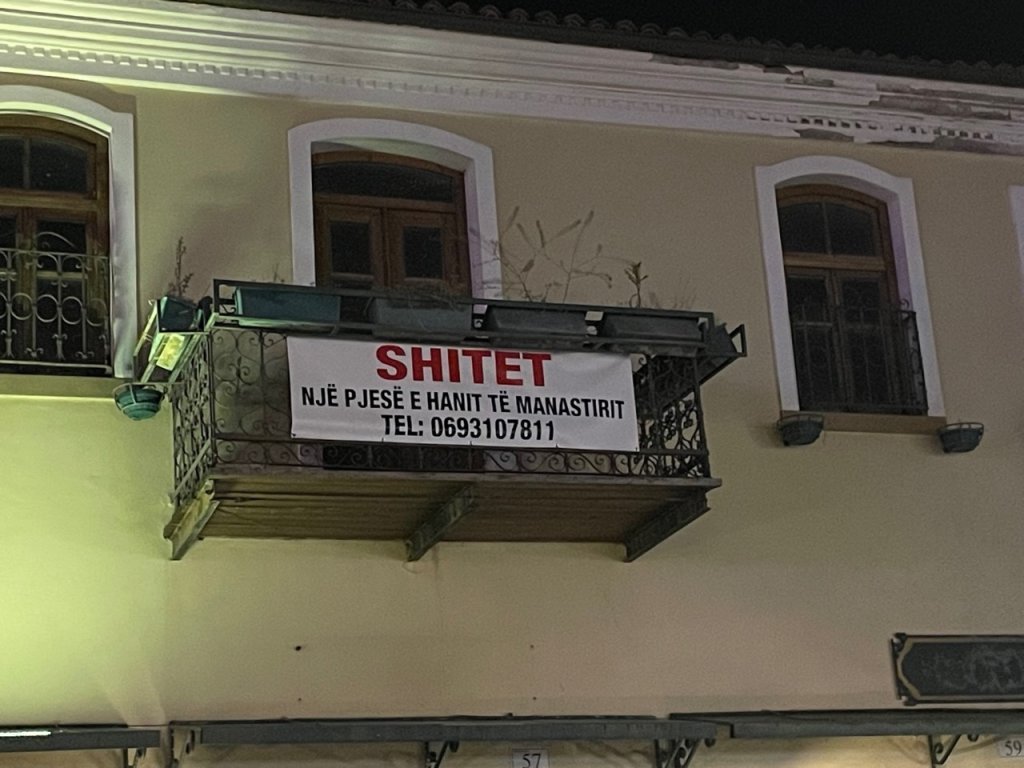 SHITET
NJË PJESË E HANIT TË MANASTIRIT
TEL: 0693107811
57
59